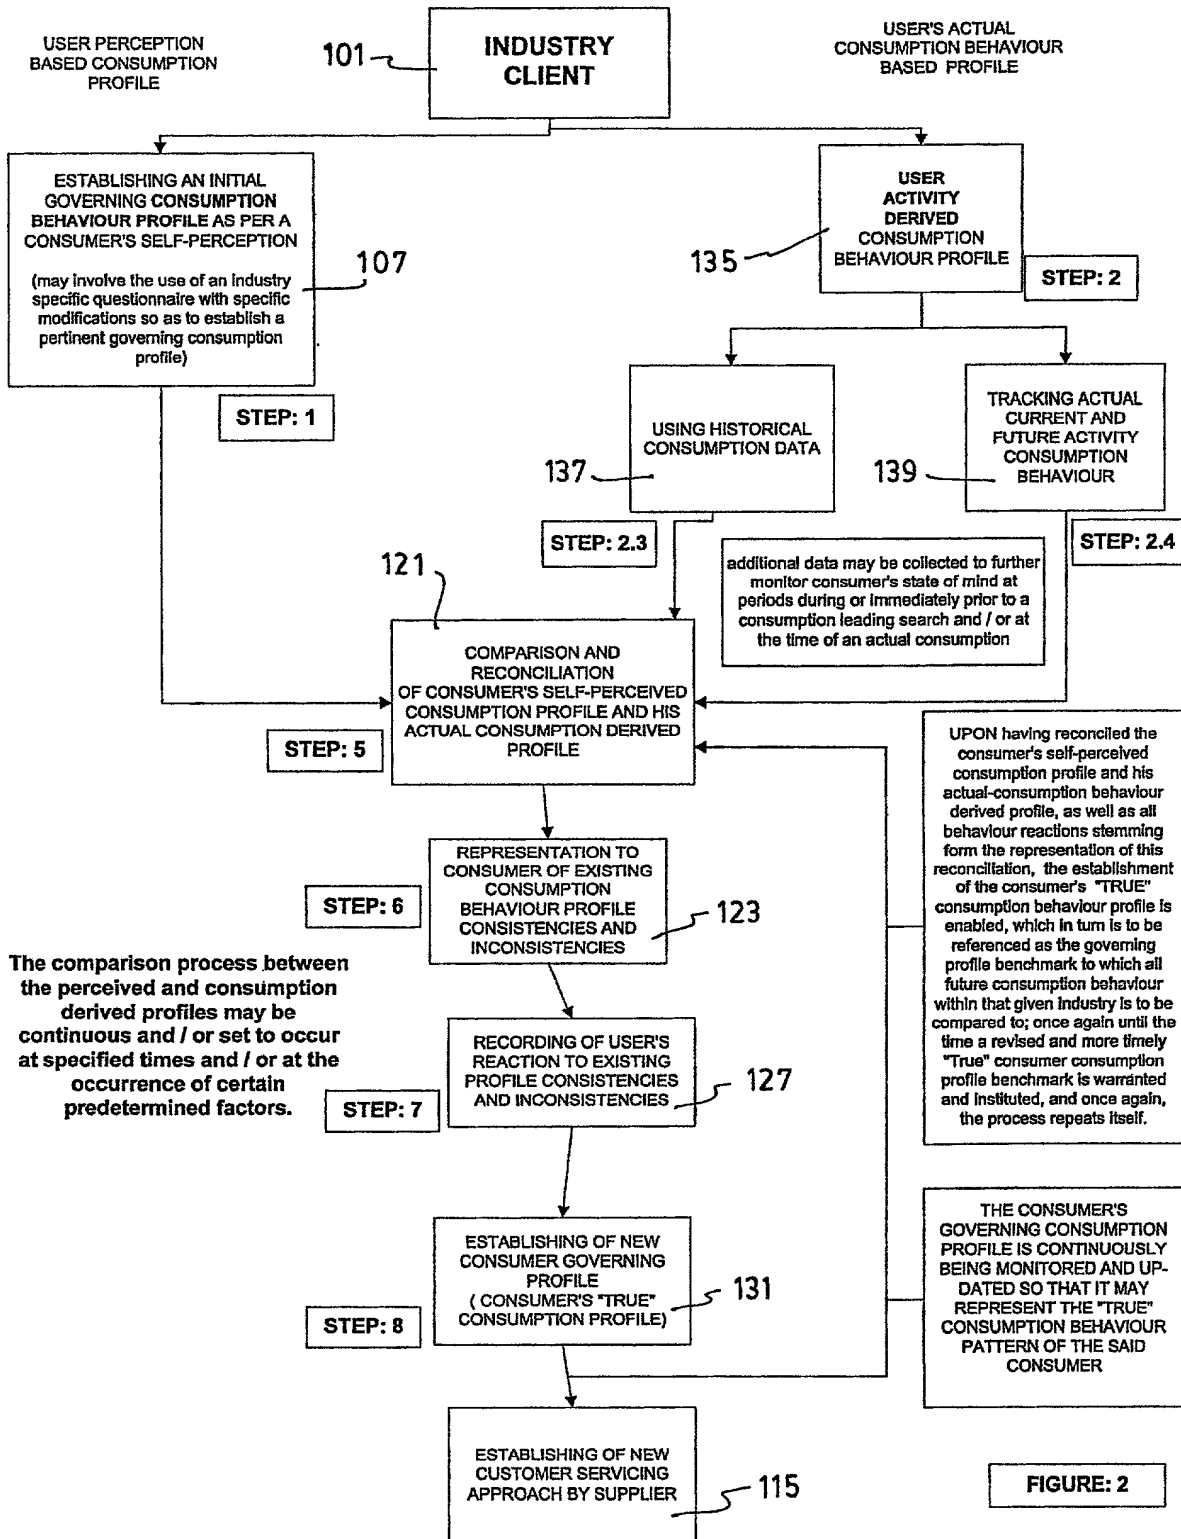 USER PERCEPTION
BASED CONSUMPTION
PROFILE
101
INDUSTRY
CLIENT
USER'S ACTUAL
CONSUMPTION BEHAVIOUR
BASED PROFILE
ESTABLISHING AN INITIAL
GOVERNING CONSUMPTION
BEHAVIOUR PROFILE AS PER A
CONSUMER'S SELF-PERCEPTION
(may involve the use of an industry
specific questionnaire with specific
modifications so as to establish a
pertinent governing consumption
profile)
107
STEP: 1
USER
ACTIVITY
DERIVED
CONSUMPTION
BEHAVIOUR PROFILE
135
STEP: 2
USING HISTORICAL
CONSUMPTION DATA
137
STEP: 2.3
TRACKING ACTUAL
CURRENT AND
FUTURE ACTIVITY
CONSUMPTION
BEHAVIOUR
139
STEP: 2.4
additional data may be collected to further
monitor consumer's state of mind at
periods during or immediately prior to a
consumption leading search and / or at
the time of an actual consumption
121
COMPARISON AND
RECONCILIATION
OF CONSUMER'S SELF-PERCEIVED
CONSUMPTION PROFILE AND HIS
ACTUAL CONSUMPTION DERIVED
PROFILE
STEP: 5
UPON having reconciled the
consumer's self-perceived
consumption profile and his
actual-consumption behaviour
derived profile, as well as all
behaviour reactions stemming
form the representation of this
reconciliation, the establishment
of the consumer's "TRUE"
consumption behaviour profile is
enabled, which in turn is to be
referenced as the governing
profile benchmark to which all
future consumption behaviour
within that given industry is to be
compared to; once again until the
time a revised and more timely
"True" consumer consumption
profile benchmark is warranted
and instituted, and once again,
the process repeats itself.
REPRESENTATION TO
CONSUMER OF EXISTING
CONSUMPTION
BEHAVIOUR PROFILE
CONSISTENCIES AND
INCONSISTENCIES
STEP: 6
123
The comparison process between
the perceived and consumption
derived profiles may be
continuous and / or set to occur
at specified times and / or at the
occurrence of certain
predetermined factors.
RECORDING OF USER'S
REACTION TO EXISTING
PROFILE CONSISTENCIES
AND INCONSISTENCIES
127
STEP: 7
ESTABLISHING OF NEW
CONSUMER GOVERNING
PROFILE
( CONSUMER'S "TRUE"
CONSUMPTION PROFILE)
131
STEP: 8
THE CONSUMER'S
GOVERNING CONSUMPTION
PROFILE IS CONTINUOUSLY
BEING MONITORED AND UP-
DATED SO THAT IT MAY
REPRESENT THE "TRUE"
CONSUMPTION BEHAVIOUR
PATTERN OF THE SAID
CONSUMER
ESTABLISHING OF NEW
CUSTOMER SERVICING
APPROACH BY SUPPLIER
115
FIGURE: 2